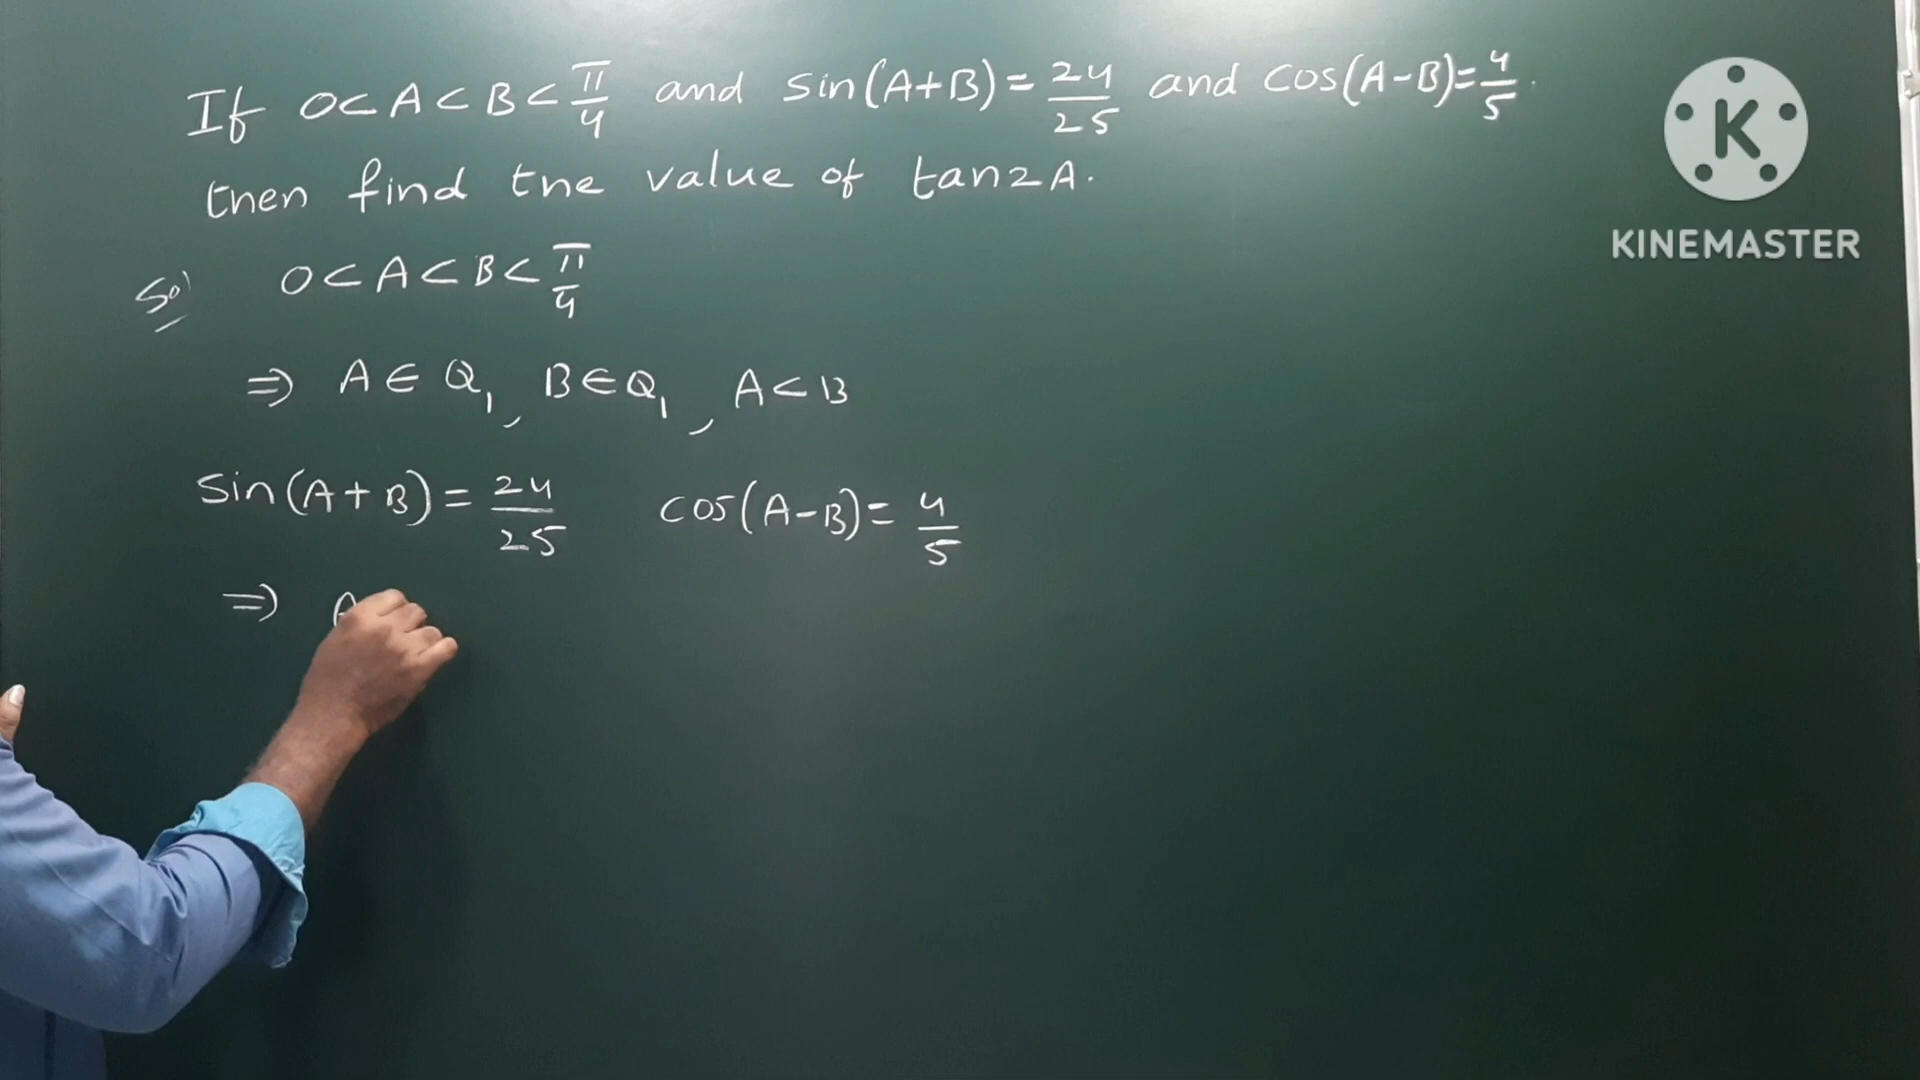 If 0 < A < B < π/4 and sin(A+B) = 24/25 and cos(A-B) = 4/5.
then find the value of tan2A.
Sol 0 < A < B < π/4
⇒ A ∈ Q₁, B ∈ Q₁, A < B
sin(A+B) = 24/25 cos(A-B) = 4/5
⇒ A
K
KINEMASTER